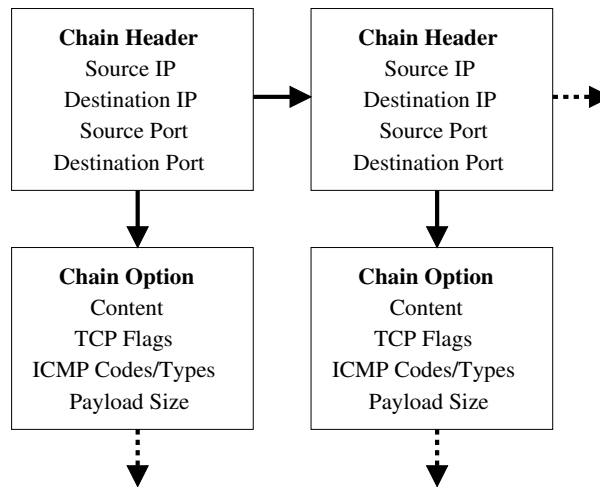 Chain Header
Source IP
Destination IP
Source Port
Destination Port
Chain Header
Source IP
Destination IP
Source Port
Destination Port
Chain Option
Content
TCP Flags
ICMP Codes/Types
Payload Size
Chain Option
Content
TCP Flags
ICMP Codes/Types
Payload Size